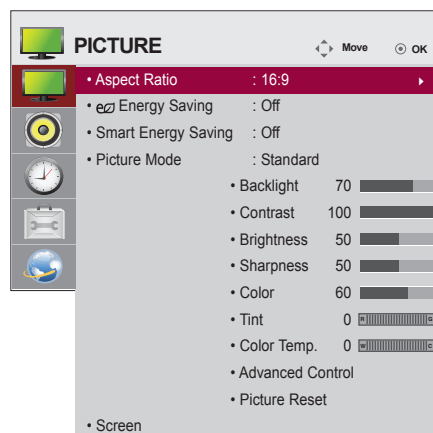 PICTURE Move OK
• Aspect Ratio : 16:9
• Energy Saving : Off
• Smart Energy Saving : Off
• Picture Mode : Standard
• Backlight 70
• Contrast 100
• Brightness 50
• Sharpness 50
• Color 60
• Tint 0 R G
• Color Temp. 0 W C
• Advanced Control
• Picture Reset
• Screen